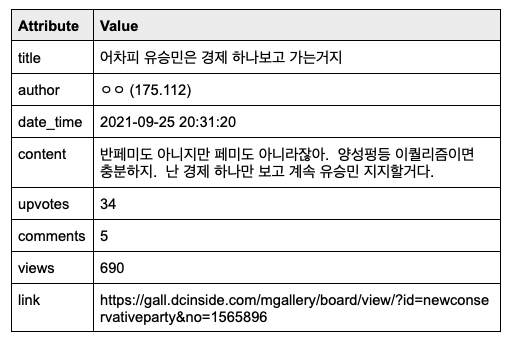 Attribute Value
title 어차피 유승민은 경제 하나보고 가는거지
author ㅇㅇ (175.112)
date_time 2021-09-25 20:31:20
content 반페미도 아니지만 페미도 아니라잖아. 양성펑등 이퀄리즘이면
충분하지. 난 경제 하나만 보고 계속 유승민 지지할거다.
upvotes 34
comments 5
views 690
link https://gall.dcinside.com/mgallery/board/view/?id=newconse
rvativeparty&no=1565896